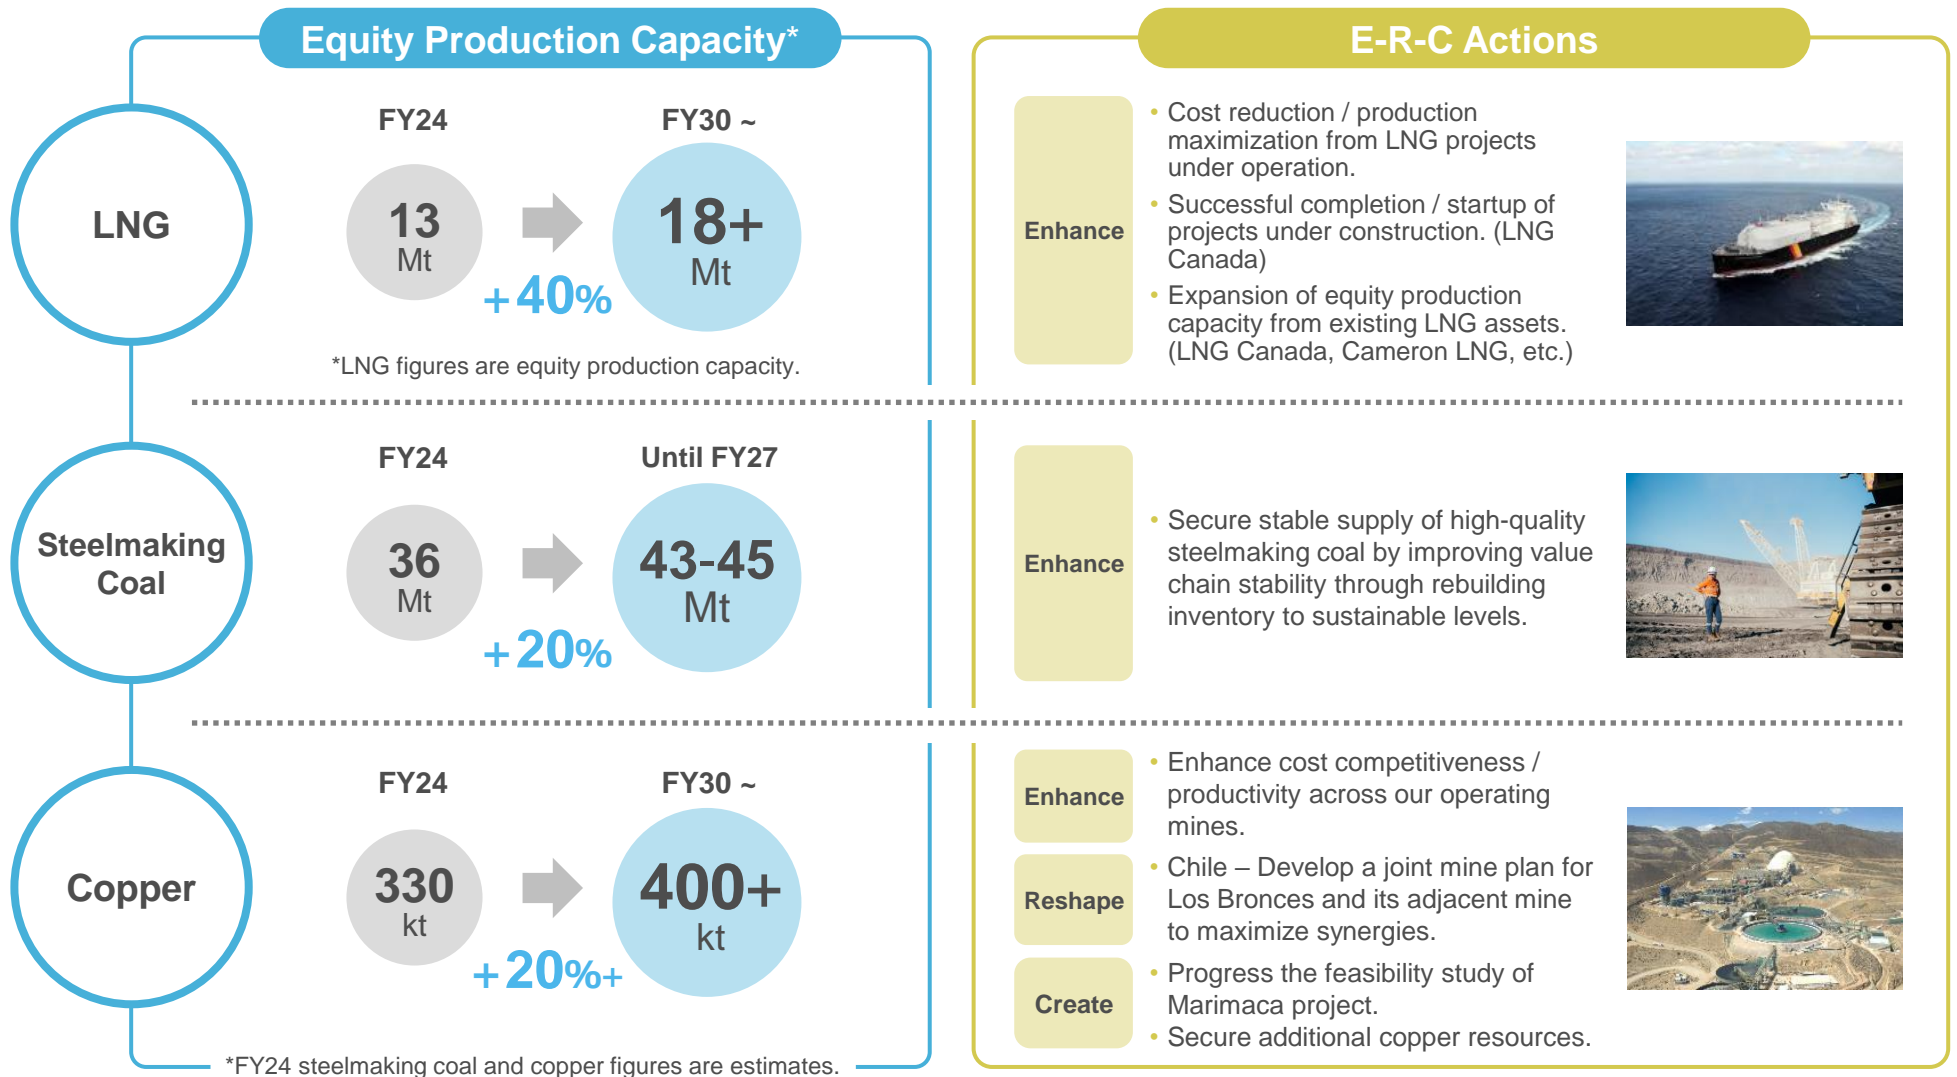 Equity Production Capacity*
E-R-C Actions
LNG
FY24
FY30 ~
13
Mt
18+
Mt
+40%
*LNG figures are equity production capacity.
Enhance
• Cost reduction / production
maximization from LNG projects
under operation.
• Successful completion / startup of
projects under construction. (LNG
Canada)
• Expansion of equity production
capacity from existing LNG assets.
(LNG Canada, Cameron LNG, etc.)
Steelmaking
Coal
FY24
Until FY27
36
Mt
43-45
Mt
+20%
Enhance
• Secure stable supply of high-quality
steelmaking coal by improving value
chain stability through rebuilding
inventory to sustainable levels.
Copper
FY24
FY30 ~
330
kt
400+
kt
+20%+
Enhance
• Enhance cost competitiveness /
productivity across our operating
mines.
Reshape
• Chile – Develop a joint mine plan for
Los Bronces and its adjacent mine
to maximize synergies.
Create
• Progress the feasibility study of
Marimaca project.
• Secure additional copper resources.
*FY24 steelmaking coal and copper figures are estimates.